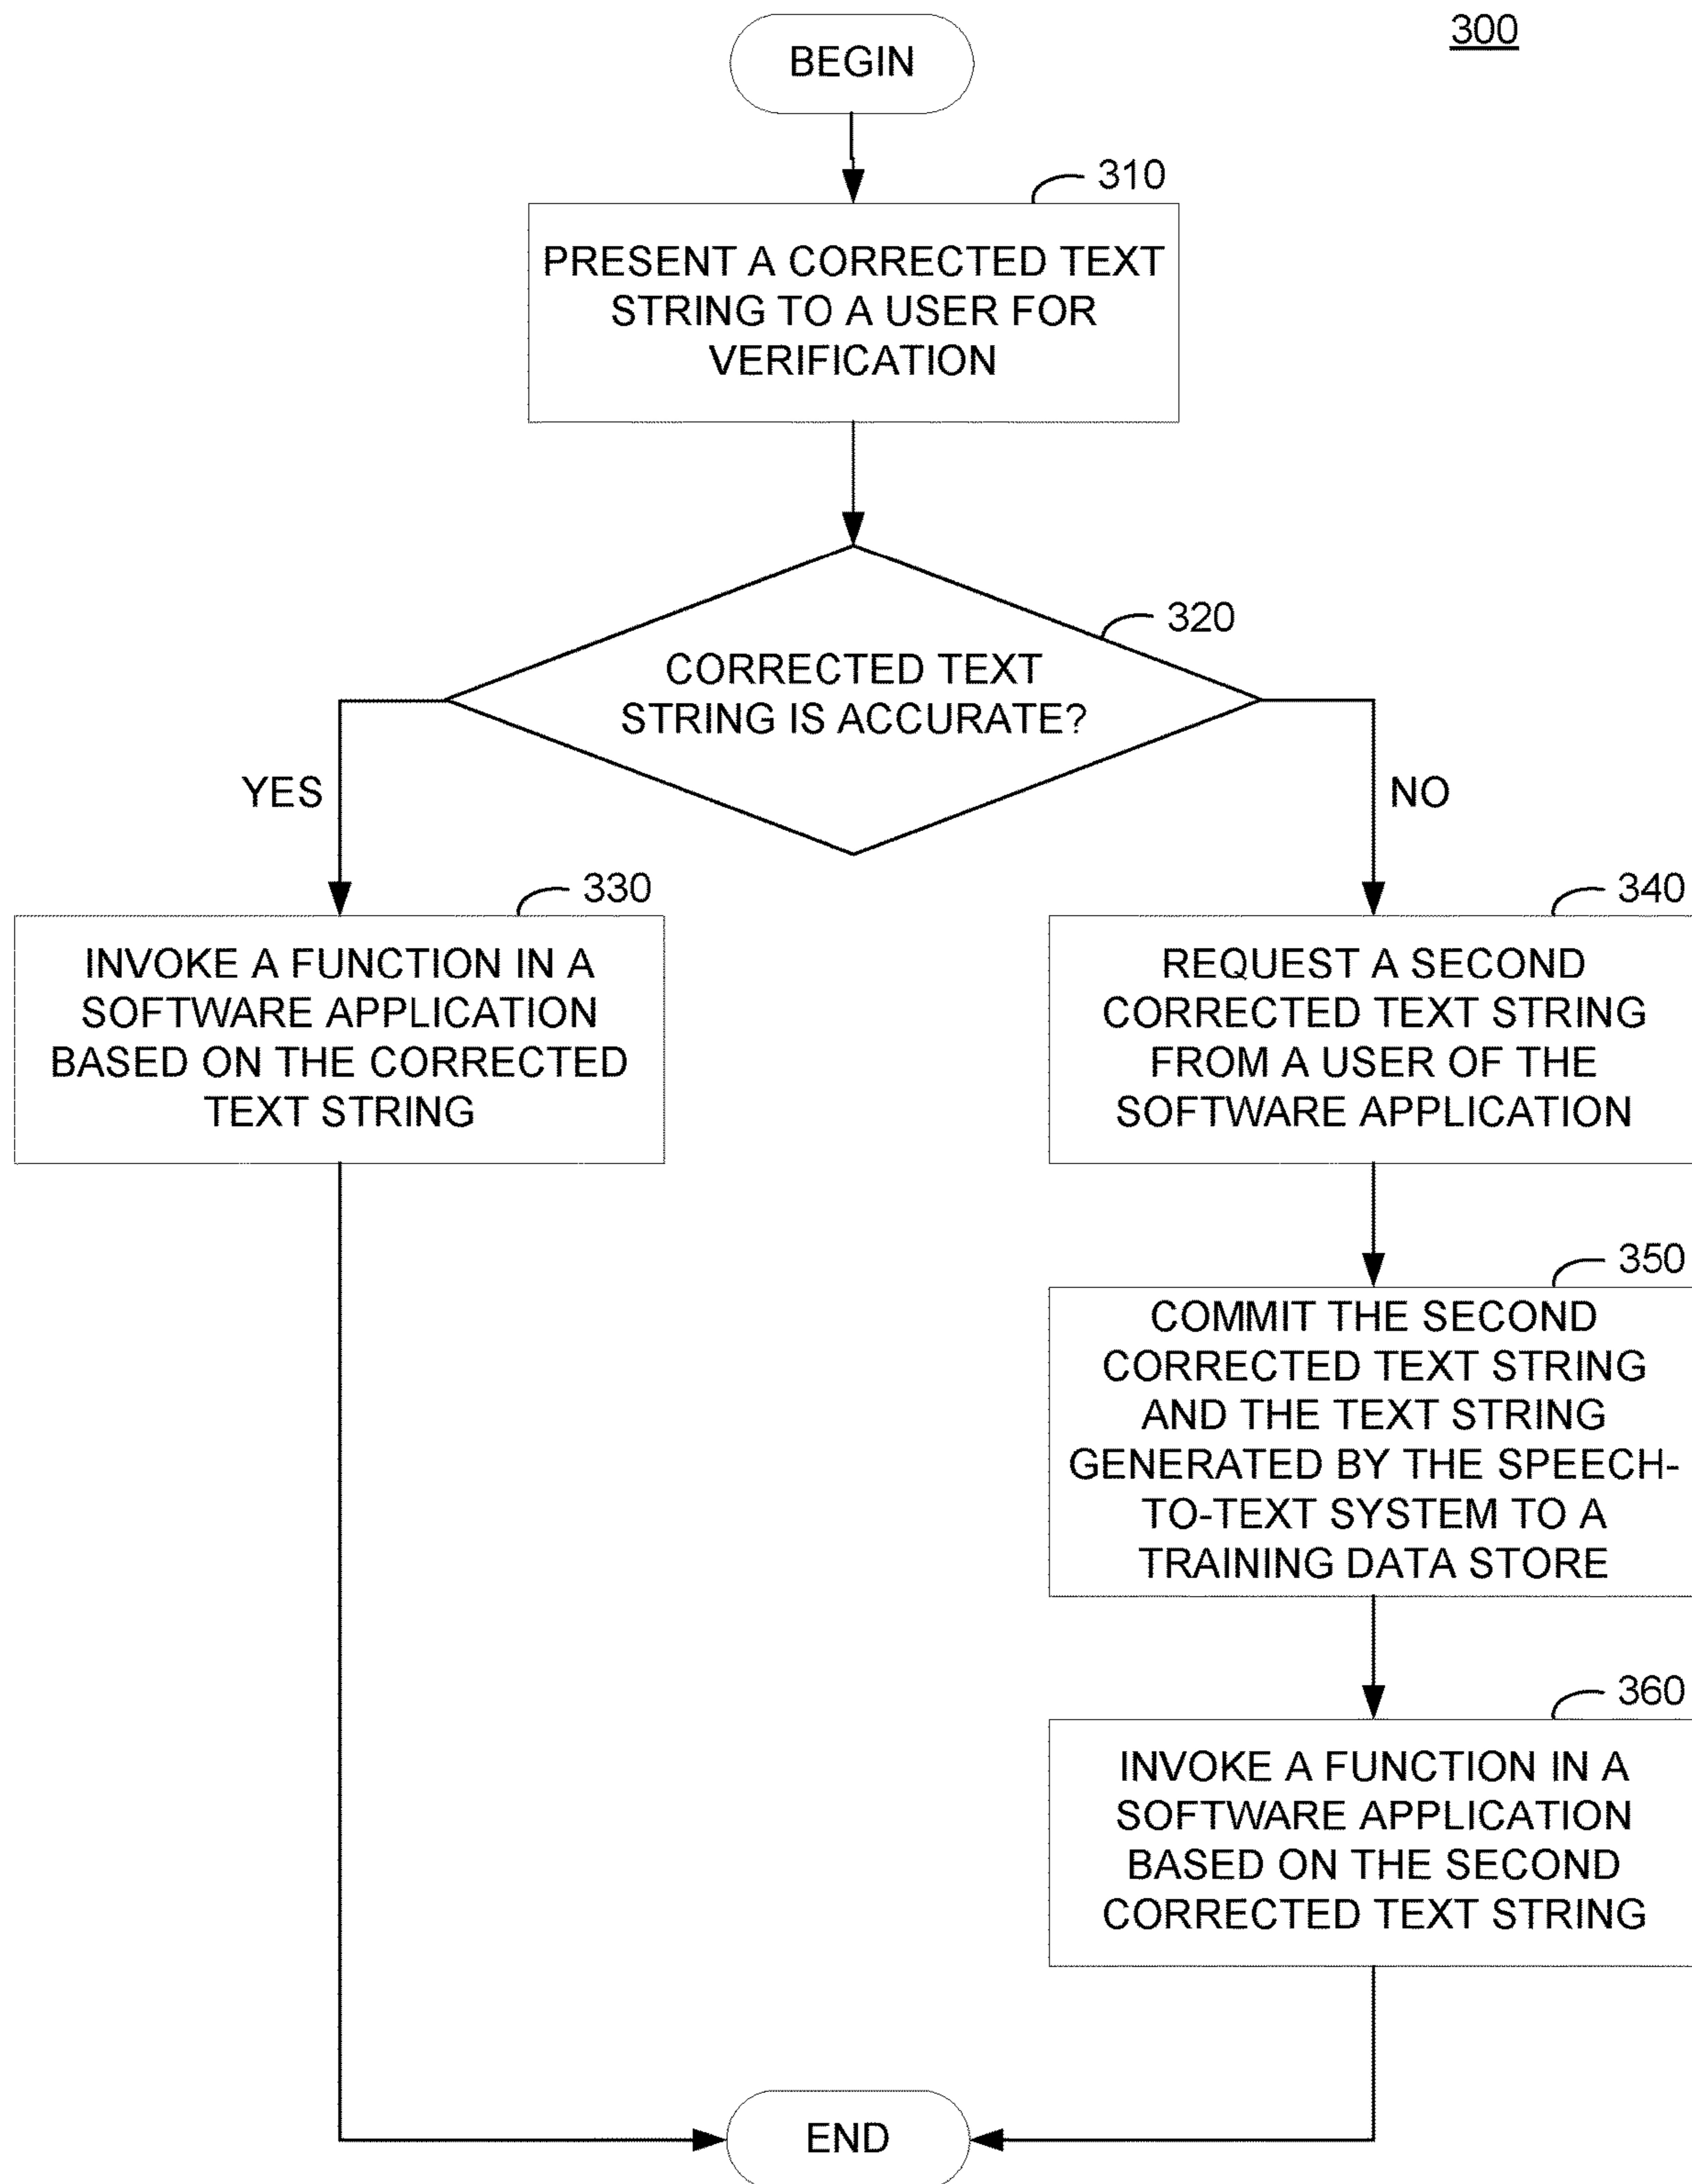 300
BEGIN
310
PRESENT A CORRECTED TEXT
STRING TO A USER FOR
VERIFICATION
320
CORRECTED TEXT
STRING IS ACCURATE?
YES
NO
330
INVOKE A FUNCTION IN A
SOFTWARE APPLICATION
BASED ON THE CORRECTED
TEXT STRING
340
REQUEST A SECOND
CORRECTED TEXT STRING
FROM A USER OF THE
SOFTWARE APPLICATION
350
COMMIT THE SECOND
CORRECTED TEXT STRING
AND THE TEXT STRING
GENERATED BY THE SPEECH-
TO-TEXT SYSTEM TO A
TRAINING DATA STORE
360
INVOKE A FUNCTION IN A
SOFTWARE APPLICATION
BASED ON THE SECOND
CORRECTED TEXT STRING
END